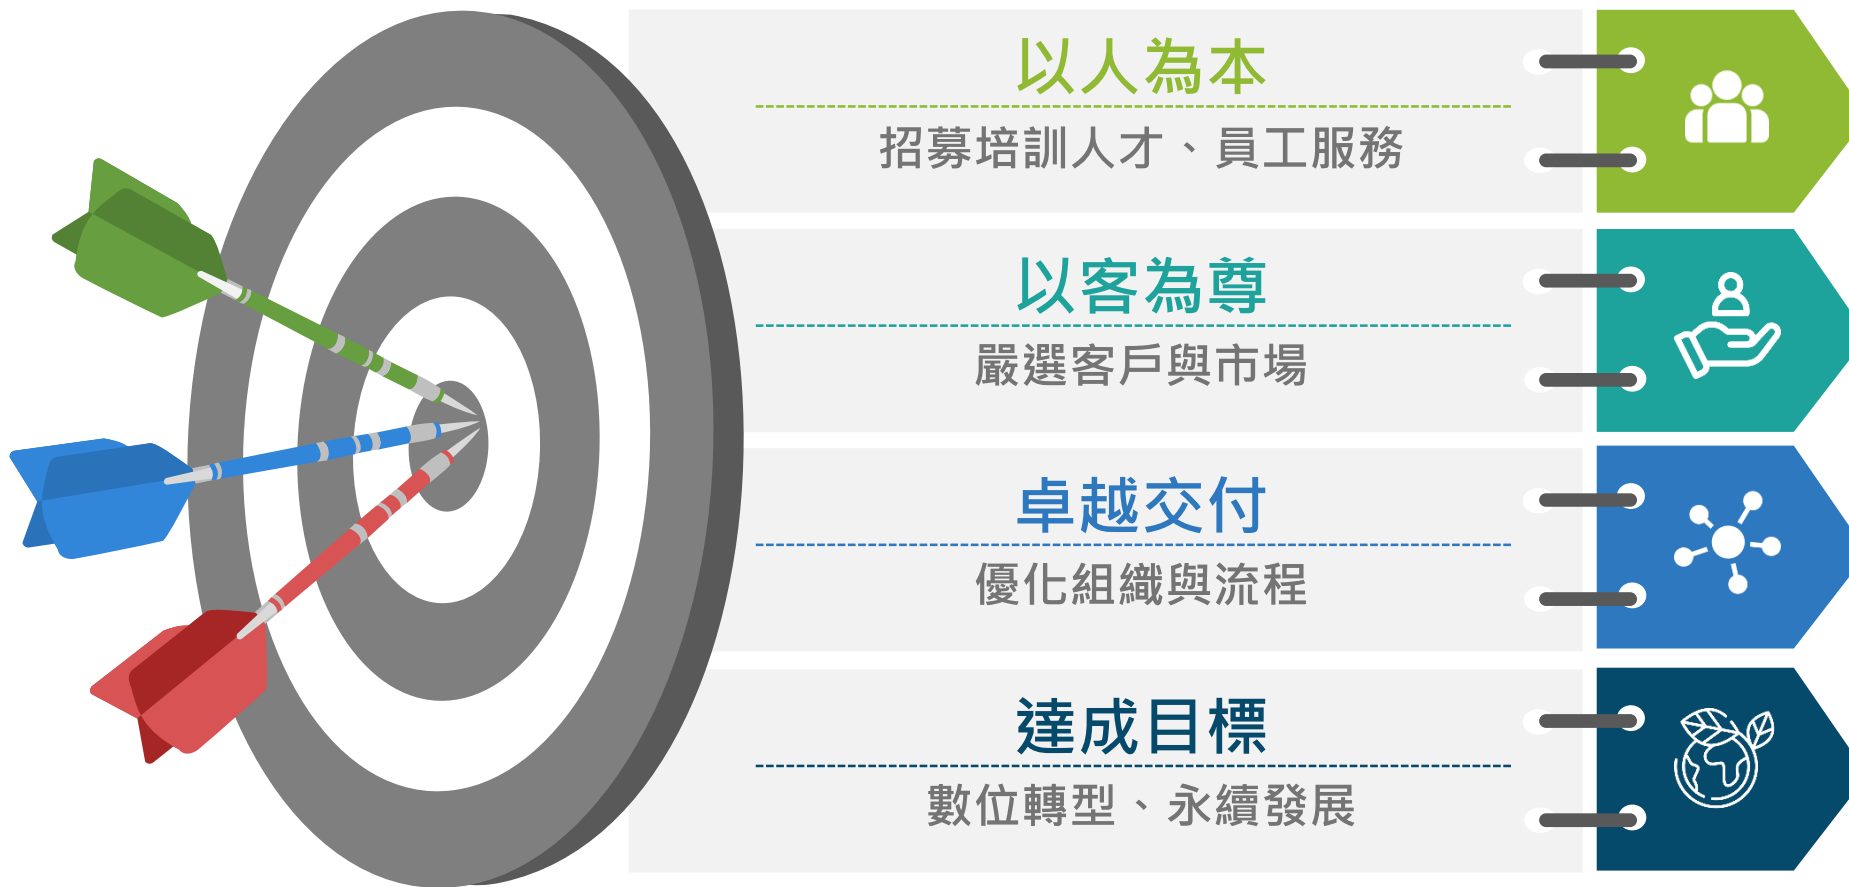 以人為本
招募培訓人才、員工服務
以客為尊
嚴選客戶與市場
卓越交付
優化組織與流程
達成目標
數位轉型、永續發展